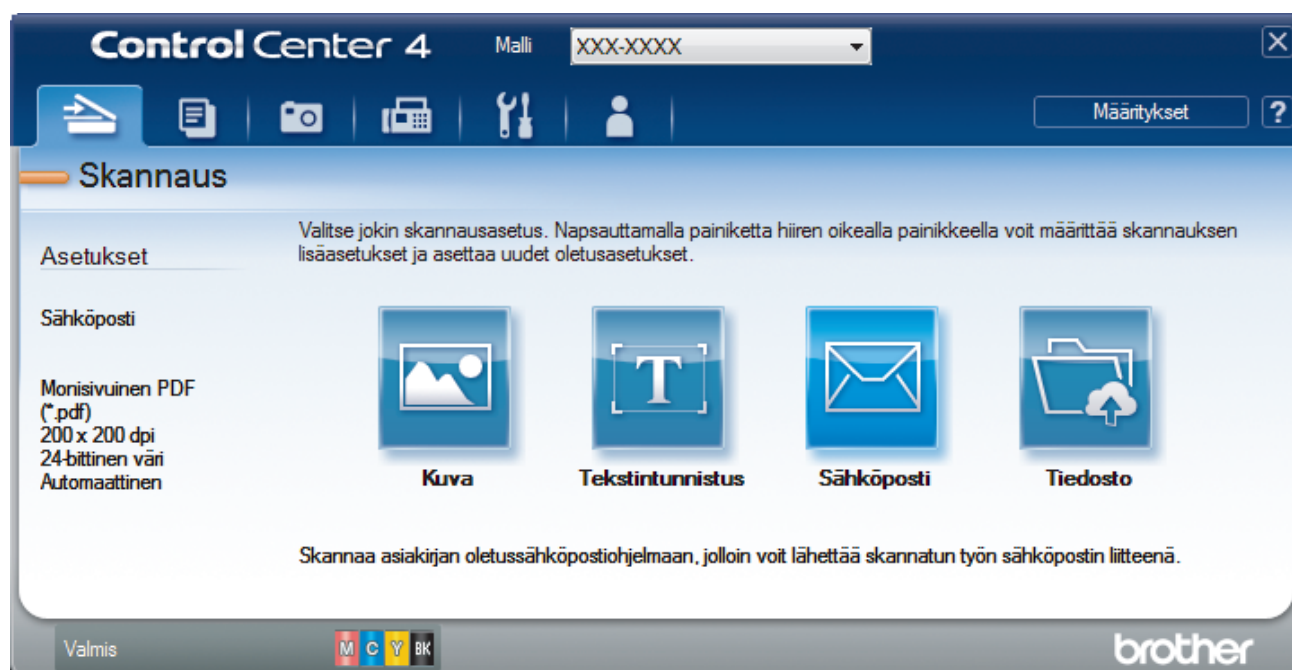 Control Center 4
Malli
XXX-XXXX
Määritykset
?
Skannaus
Valitse jokin skannausasetus. Napsauttamalla painiketta hiiren oikealla painikkeella voit määrittää skannauksen
lisäasetukset ja asettaa uudet oletusasetukset.
Asetukset
Sähköposti
Monisivuinen PDF
(*.pdf)
200 x 200 dpi
24-bittinen väri
Automaattinen
T
Kuva
Tekstintunnistus
Sähköposti
Tiedosto
Skannaa asiakirjan oletussähköpostiohjelmaan, jolloin voit lähettää skannatun työn sähköpostin liitteenä.
Valmis
M C Y BK
brother